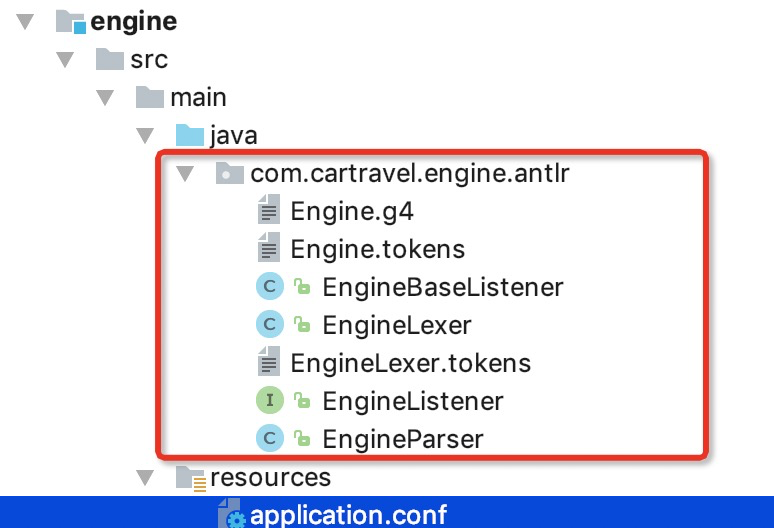 engine
src
main
java
com.cartravel.engine.antlr
Engine.g4
Engine.tokens
C EngineBaseListener
C EngineLexer
EngineLexer.tokens
I EngineListener
C EngineParser
resources
application.conf